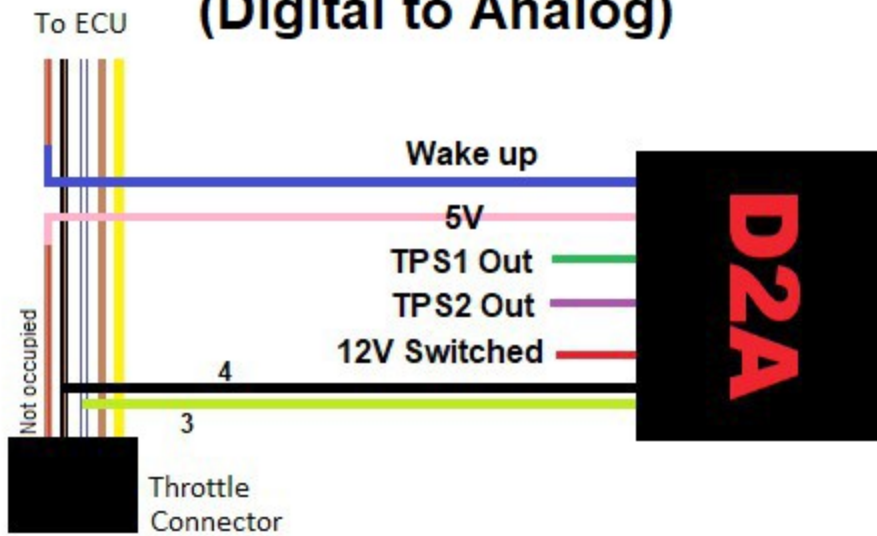 (Digital to Analog)
To ECU
Wake up
5V
TPS1 Out
TPS2 Out
12V Switched
4
3
Not occupied
Throttle
Connector
D2A